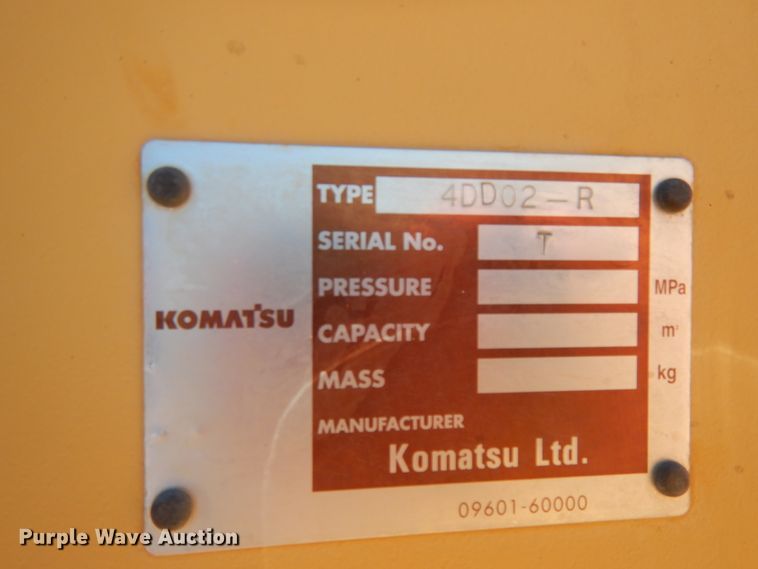 KOMATSU
TYPE 4DD02-R
SERIAL No. T
PRESSURE MPa
CAPACITY m³
MASS kg
MANUFACTURER
Komatsu Ltd.
09601-60000
Purple Wave Auction